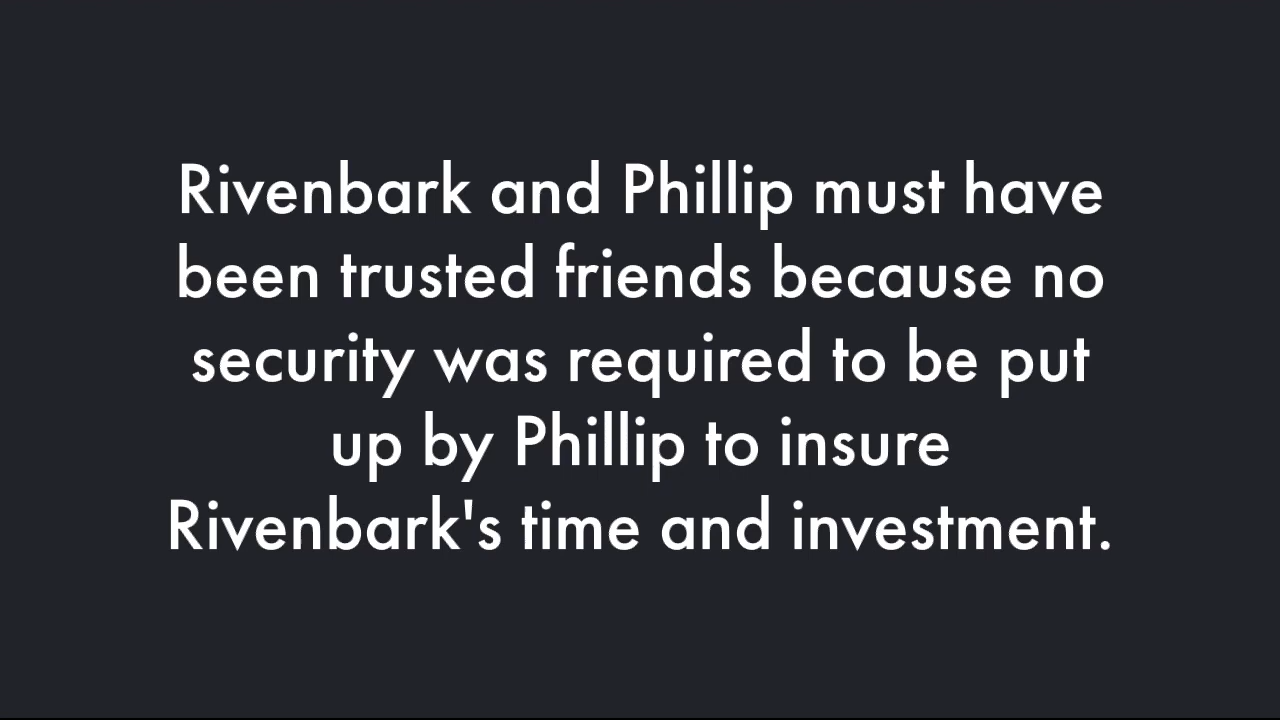 Rivenbark and Phillip must have
been trusted friends because no
security was required to be put
up by Phillip to insure
Rivenbark's time and investment.